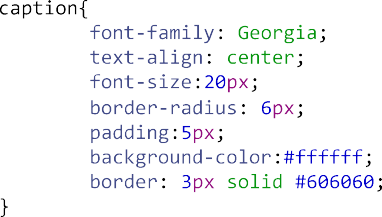 caption{
font-family: Georgia;
text-align: center;
font-size:20px;
border-radius: 6px;
padding:5px;
background-color:#ffffff;
border: 3px solid #606060;
}